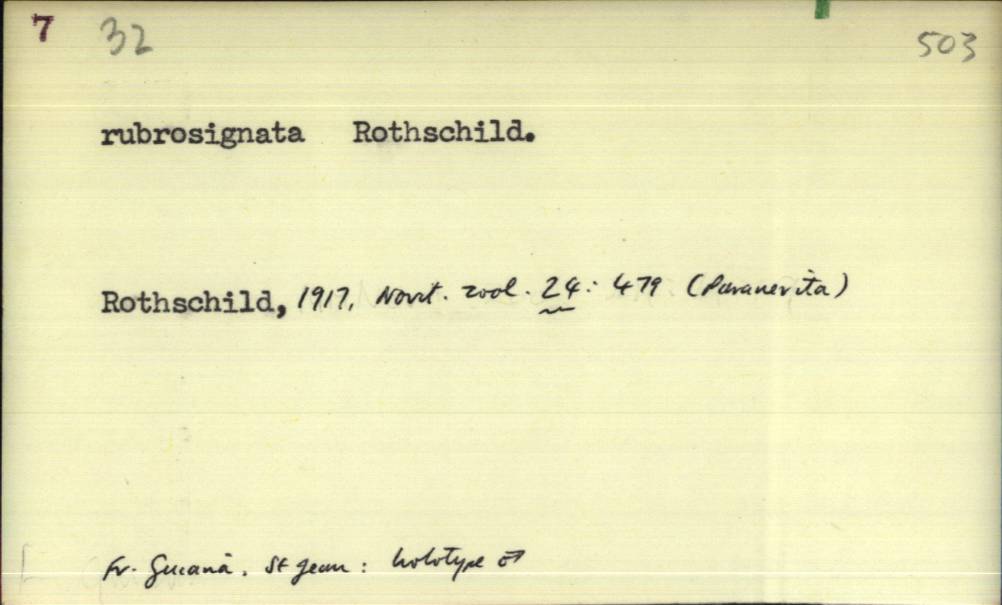 7 32 503
rubrosignata Rothschild.
Rothschild, 1917, Novit. zool. 24: 479 (Paranerita)
Fr. Guiana. St Jean: holotype ♂